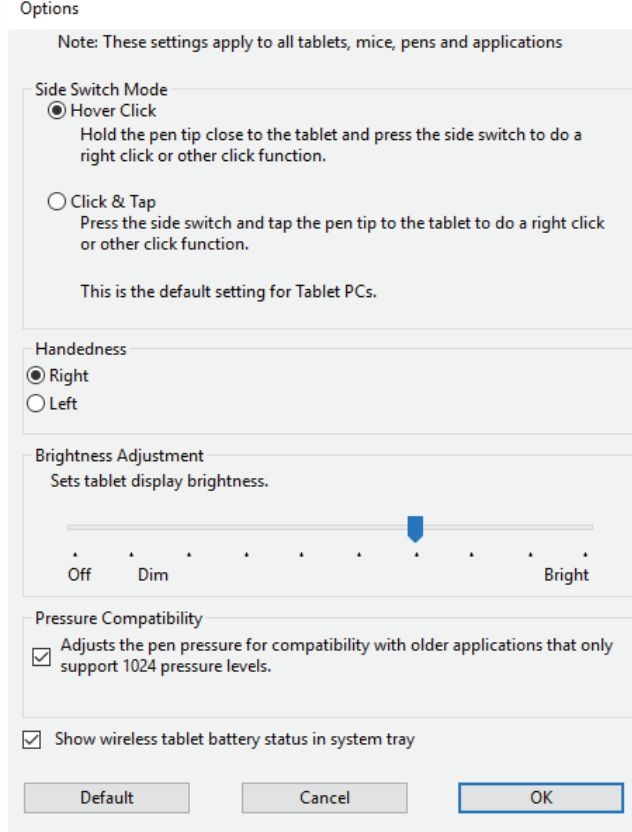 Options
Note: These settings apply to all tablets, mice, pens and applications
Side Switch Mode
Hover Click
Hold the pen tip close to the tablet and press the side switch to do a
right click or other click function.
Click & Tap
Press the side switch and tap the pen tip to the tablet to do a right click
or other click function.
This is the default setting for Tablet PCs.
Handedness
Right
Left
Brightness Adjustment
Sets tablet display brightness.
Off Dim Bright
Pressure Compatibility
Adjusts the pen pressure for compatibility with older applications that only
support 1024 pressure levels.
Show wireless tablet battery status in system tray
Default Cancel OK